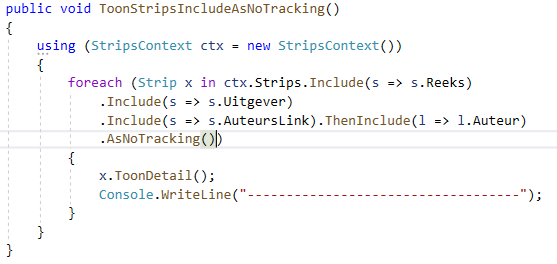 public void ToonStripsIncludeAsNoTracking()
{
    using (StripsContext ctx = new StripsContext())
    {
        foreach (Strip x in ctx.Strips.Include(s => s.Reeks)
            .Include(s => s.Uitgever)
            .Include(s => s.AuteursLink).ThenInclude(l => l.Auteur)
            .AsNoTracking())
        {
            x.ToonDetail();
            Console.WriteLine("-----------------------------------");
        }
    }
}